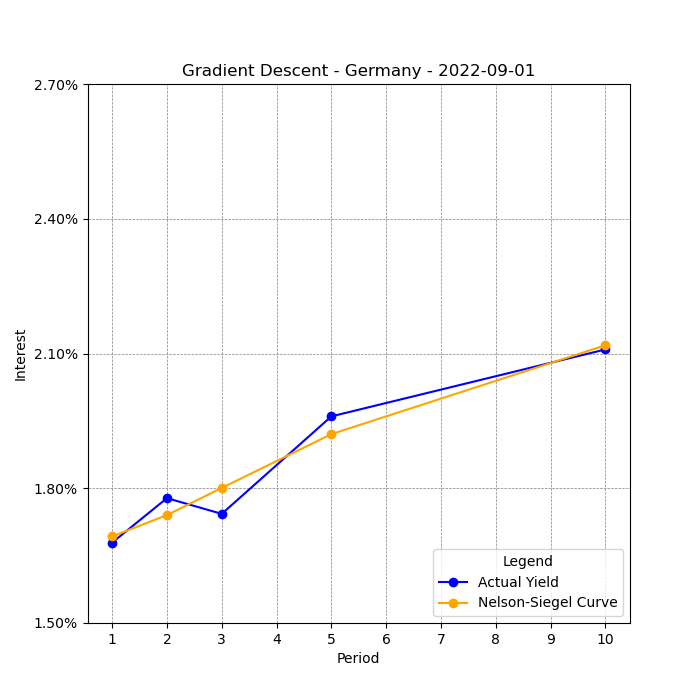 Gradient Descent - Germany - 2022-09-01
2.70%
2.40%
2.10%
1.80%
1.50%
Interest
1 2 3 4 5 6 7 8 9 10
Period
Legend
Actual Yield
Nelson-Siegel Curve